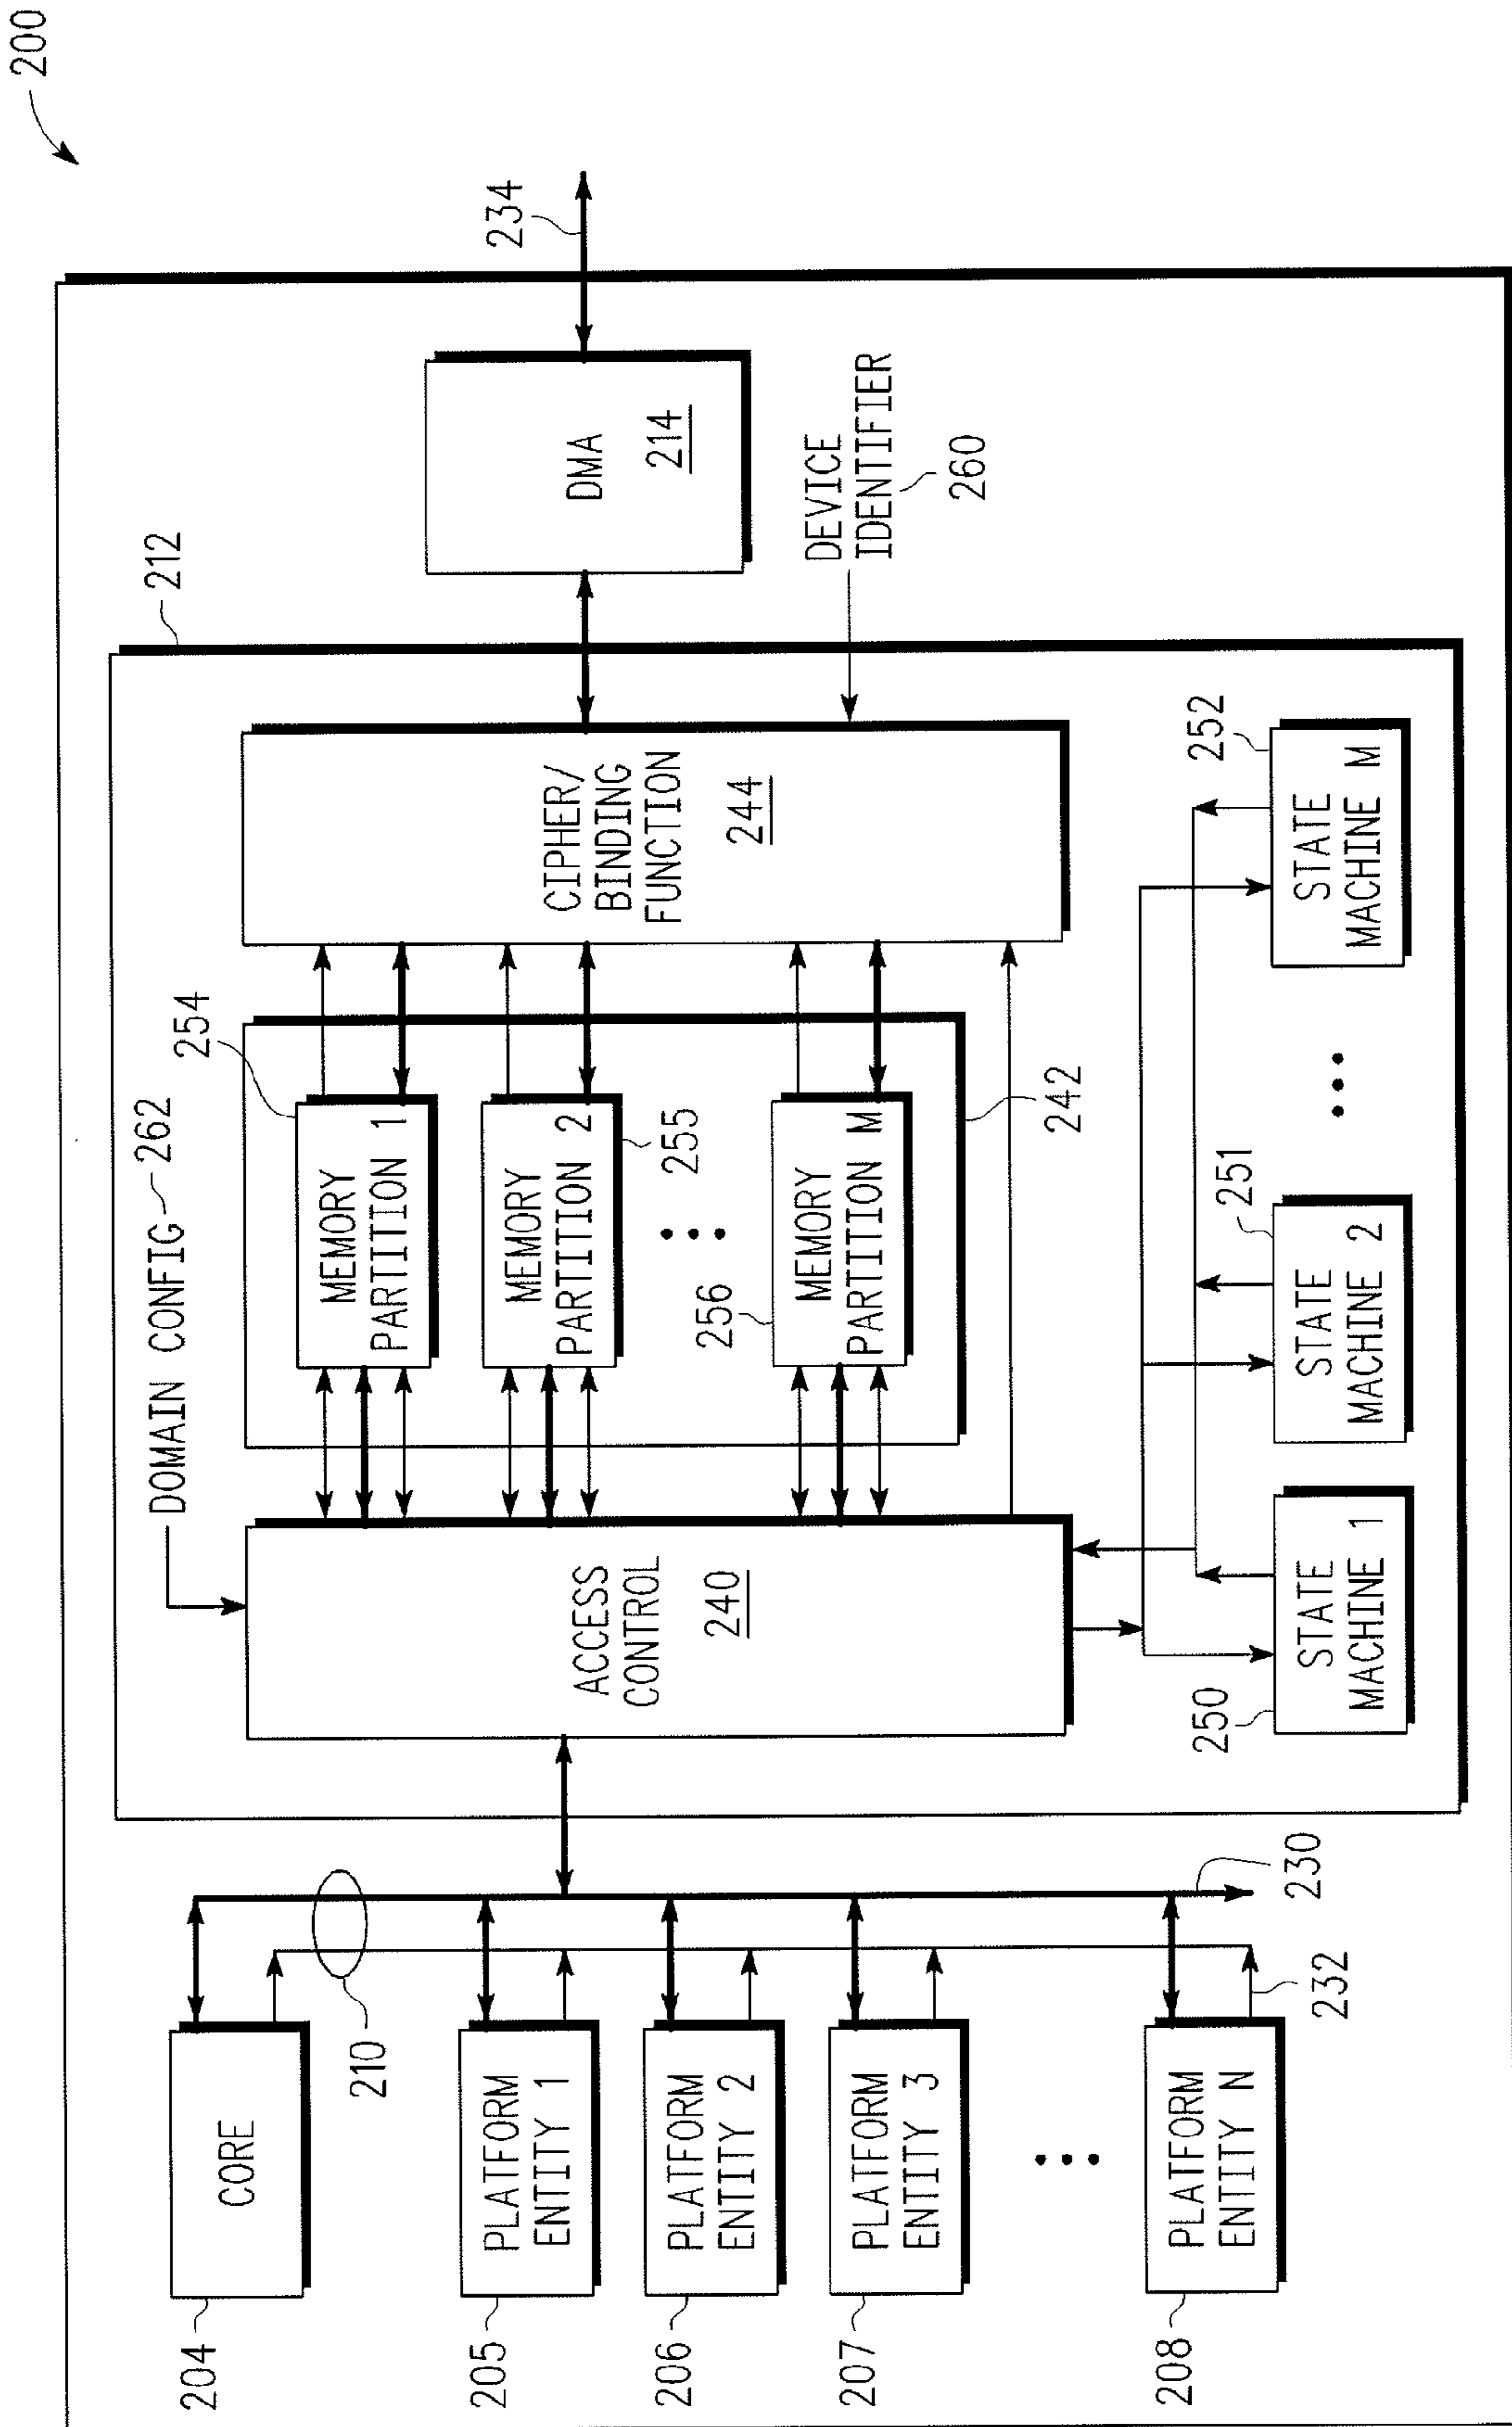 200
204
CORE
205
PLATFORM
ENTITY 1
206
PLATFORM
ENTITY 2
207
PLATFORM
ENTITY 3
208
PLATFORM
ENTITY N
210
230
232
DOMAIN CONFIG
262
212
ACCESS
CONTROL
240
254
MEMORY
PARTITION 1
MEMORY
PARTITION 2
255
256
MEMORY
PARTITION M
242
CIPHER/
BINDING
FUNCTION
244
DMA
214
234
DEVICE
IDENTIFIER
260
250
STATE
MACHINE 1
251
STATE
MACHINE 2
252
STATE
MACHINE M